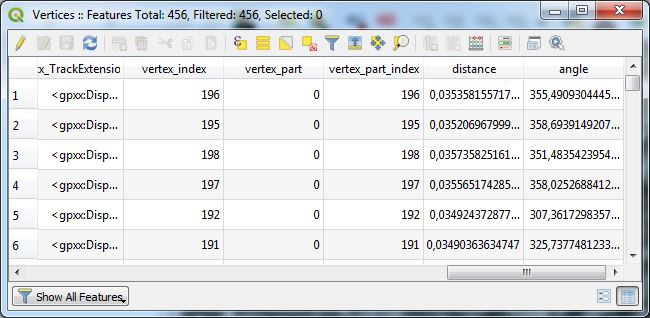 Vertices :: Features Total: 456, Filtered: 456, Selected: 0
x_TrackExtensio vertex_index vertex_part vertex_part_index distance angle
1 <gpxx:Disp... 196 0 196 0,035358155717... 355,4909304445...
2 <gpxx:Disp... 195 0 195 0,035206967999... 358,6939149207...
3 <gpxx:Disp... 198 0 198 0,035735825161... 351,4835423954...
4 <gpxx:Disp... 197 0 197 0,035565174285... 358,0252688412...
5 <gpxx:Disp... 192 0 192 0,034924372877... 307,3617298357...
6 <gpxx:Disp... 191 0 191 0,03490363634747 325,7377481233...
Show All Features